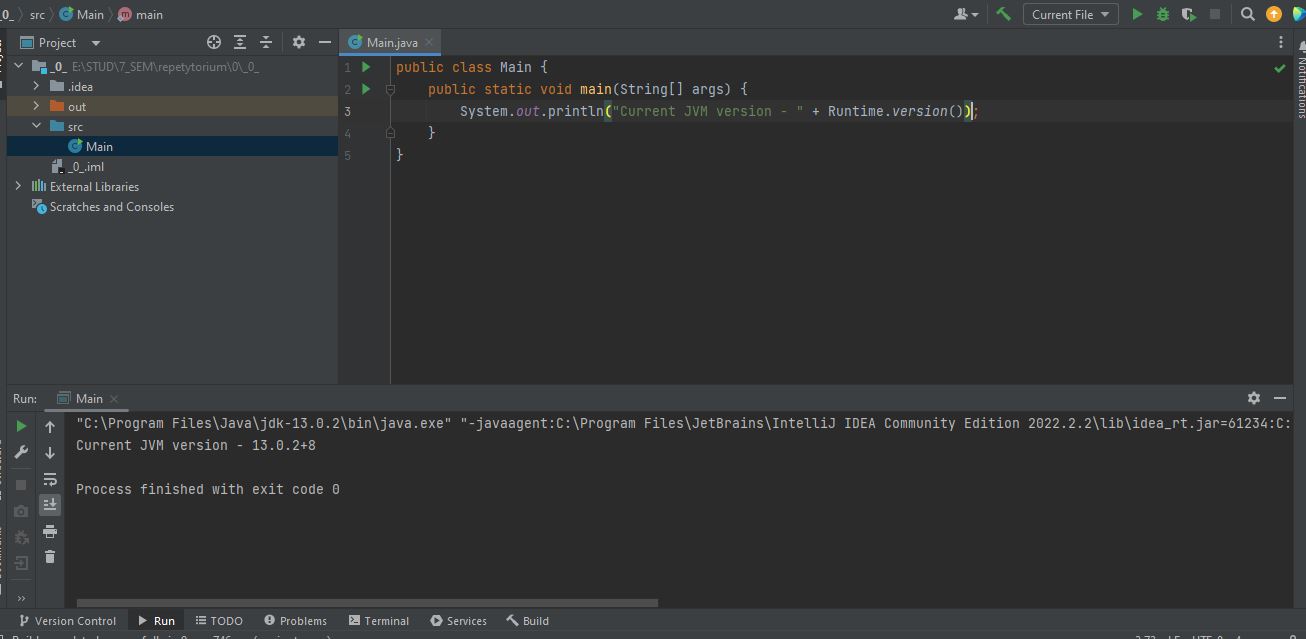 _0_ src Main main Current File
Project Main.java
_0_ E:\STUD\7_SEM\repetytorium\0\_0_
.idea
out
src
Main
_0_.iml
External Libraries
Scratches and Consoles
1 public class Main {
2 public static void main(String[] args) {
3 System.out.println("Current JVM version - " + Runtime.version());
4 }
5 }
Notifications
Run: Main
"C:\Program Files\Java\jdk-13.0.2\bin\java.exe" "-javaagent:C:\Program Files\JetBrains\IntelliJ IDEA Community Edition 2022.2.2\lib\idea_rt.jar=61234:C:
Current JVM version - 13.0.2+8
Process finished with exit code 0
Version Control Run TODO Problems Terminal Services Build